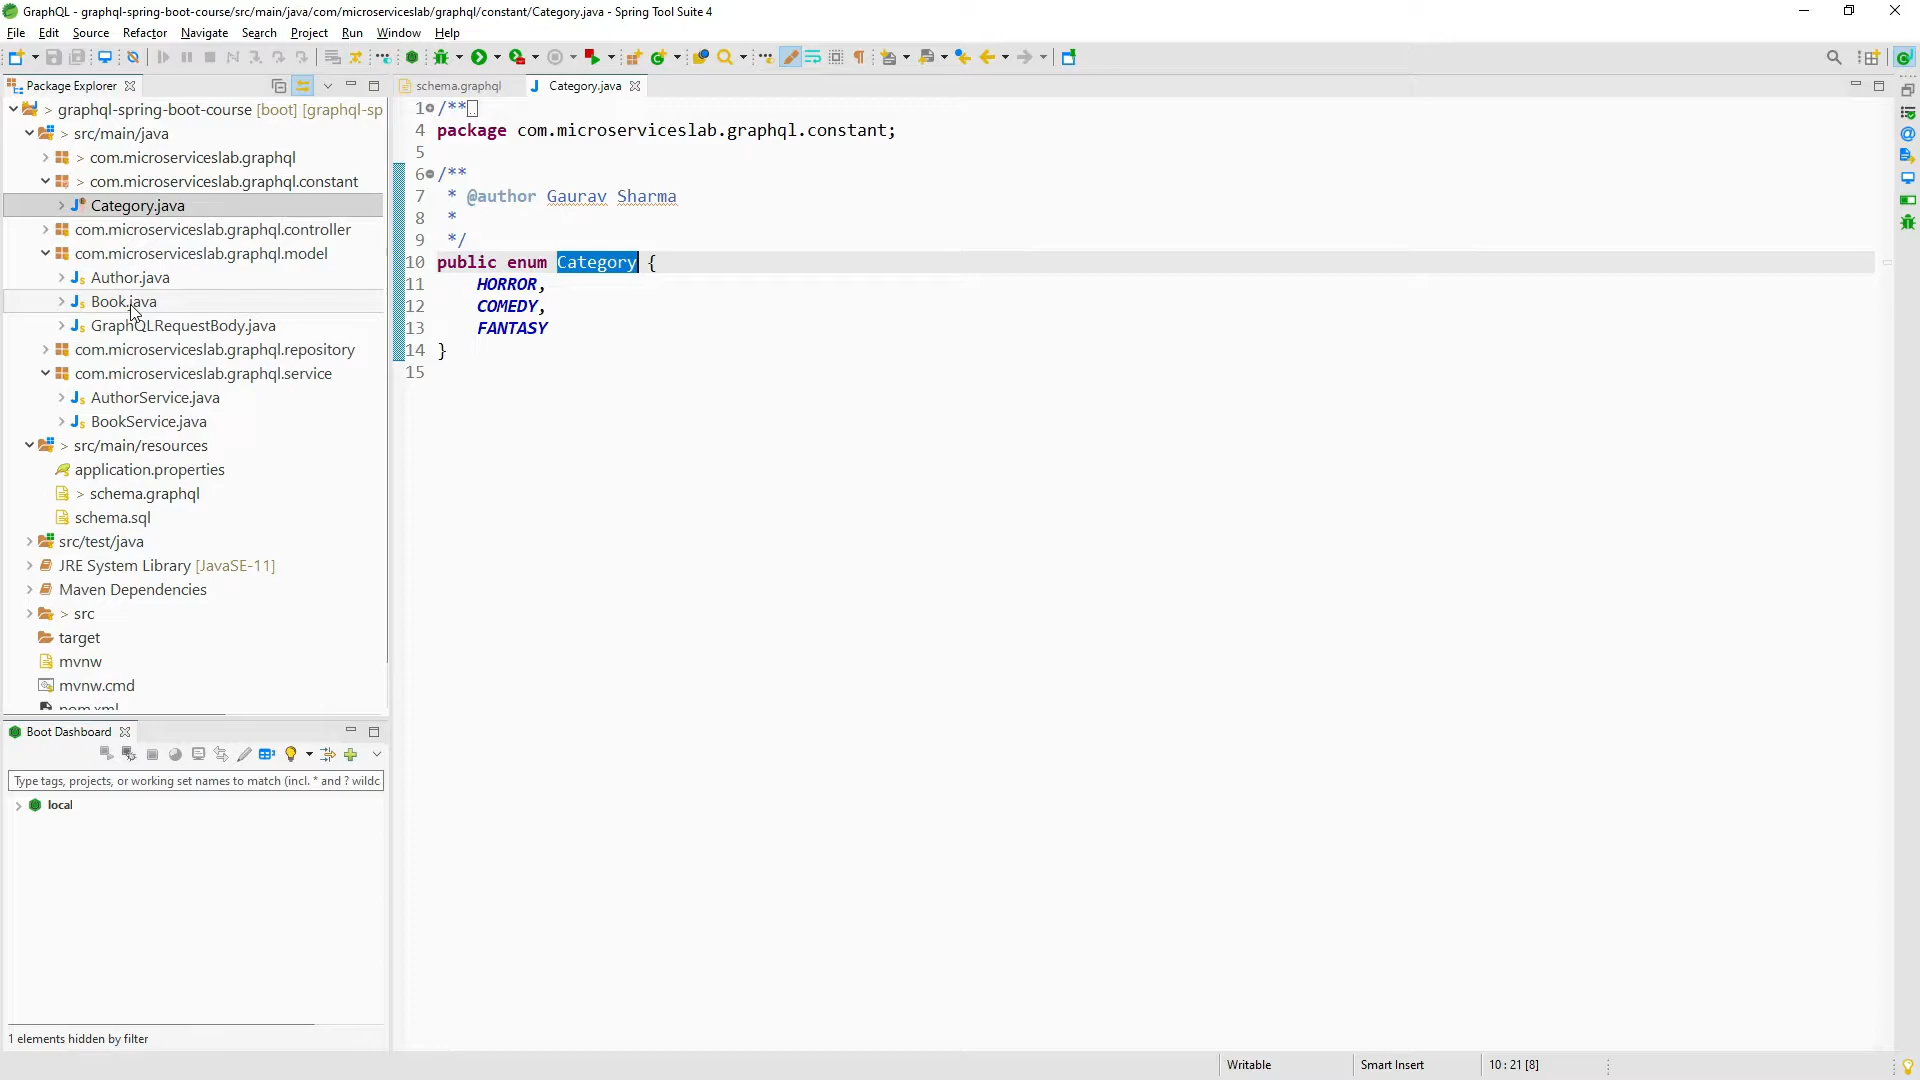 GraphQL - graphql-spring-boot-course/src/main/java/com/microserviceslab/graphql/constant/Category.java - Spring Tool Suite 4
File Edit Source Refactor Navigate Search Project Run Window Help
Package Explorer
schema.graphql
Category.java
> graphql-spring-boot-course [boot] [graphql-sp
> src/main/java
> com.microserviceslab.graphql
> com.microserviceslab.graphql.constant
Category.java
com.microserviceslab.graphql.controller
com.microserviceslab.graphql.model
Author.java
Book.java
GraphQLRequestBody.java
com.microserviceslab.graphql.repository
com.microserviceslab.graphql.service
AuthorService.java
BookService.java
> src/main/resources
application.properties
> schema.graphql
schema.sql
src/test/java
JRE System Library [JavaSE-11]
Maven Dependencies
> src
target
mvnw
mvnw.cmd
pom.xml
1 /**
4 package com.microserviceslab.graphql.constant;
5
6 /**
7 * @author Gaurav Sharma
8 *
9 */
10 public enum Category {
11 HORROR,
12 COMEDY,
13 FANTASY
14 }
15
Boot Dashboard
Type tags, projects, or working set names to match (incl. * and ? wildc
local
1 elements hidden by filter
Writable
Smart Insert
10 : 21 [8]